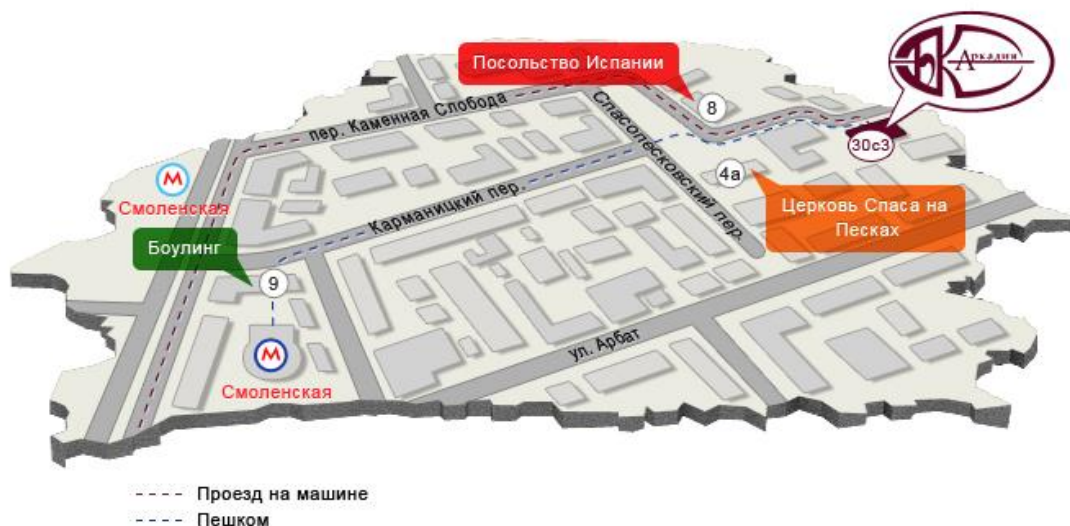 Посольство Испании
БК
Аркадия
8
30с3
пер. Каменная Слобода
Спасопесковский пер.
4а
М
Смоленская
Карманицкий пер.
Церковь Спаса на
Песках
Боулинг
9
ул. Арбат
М
Смоленская
Проезд на машине
Пешком